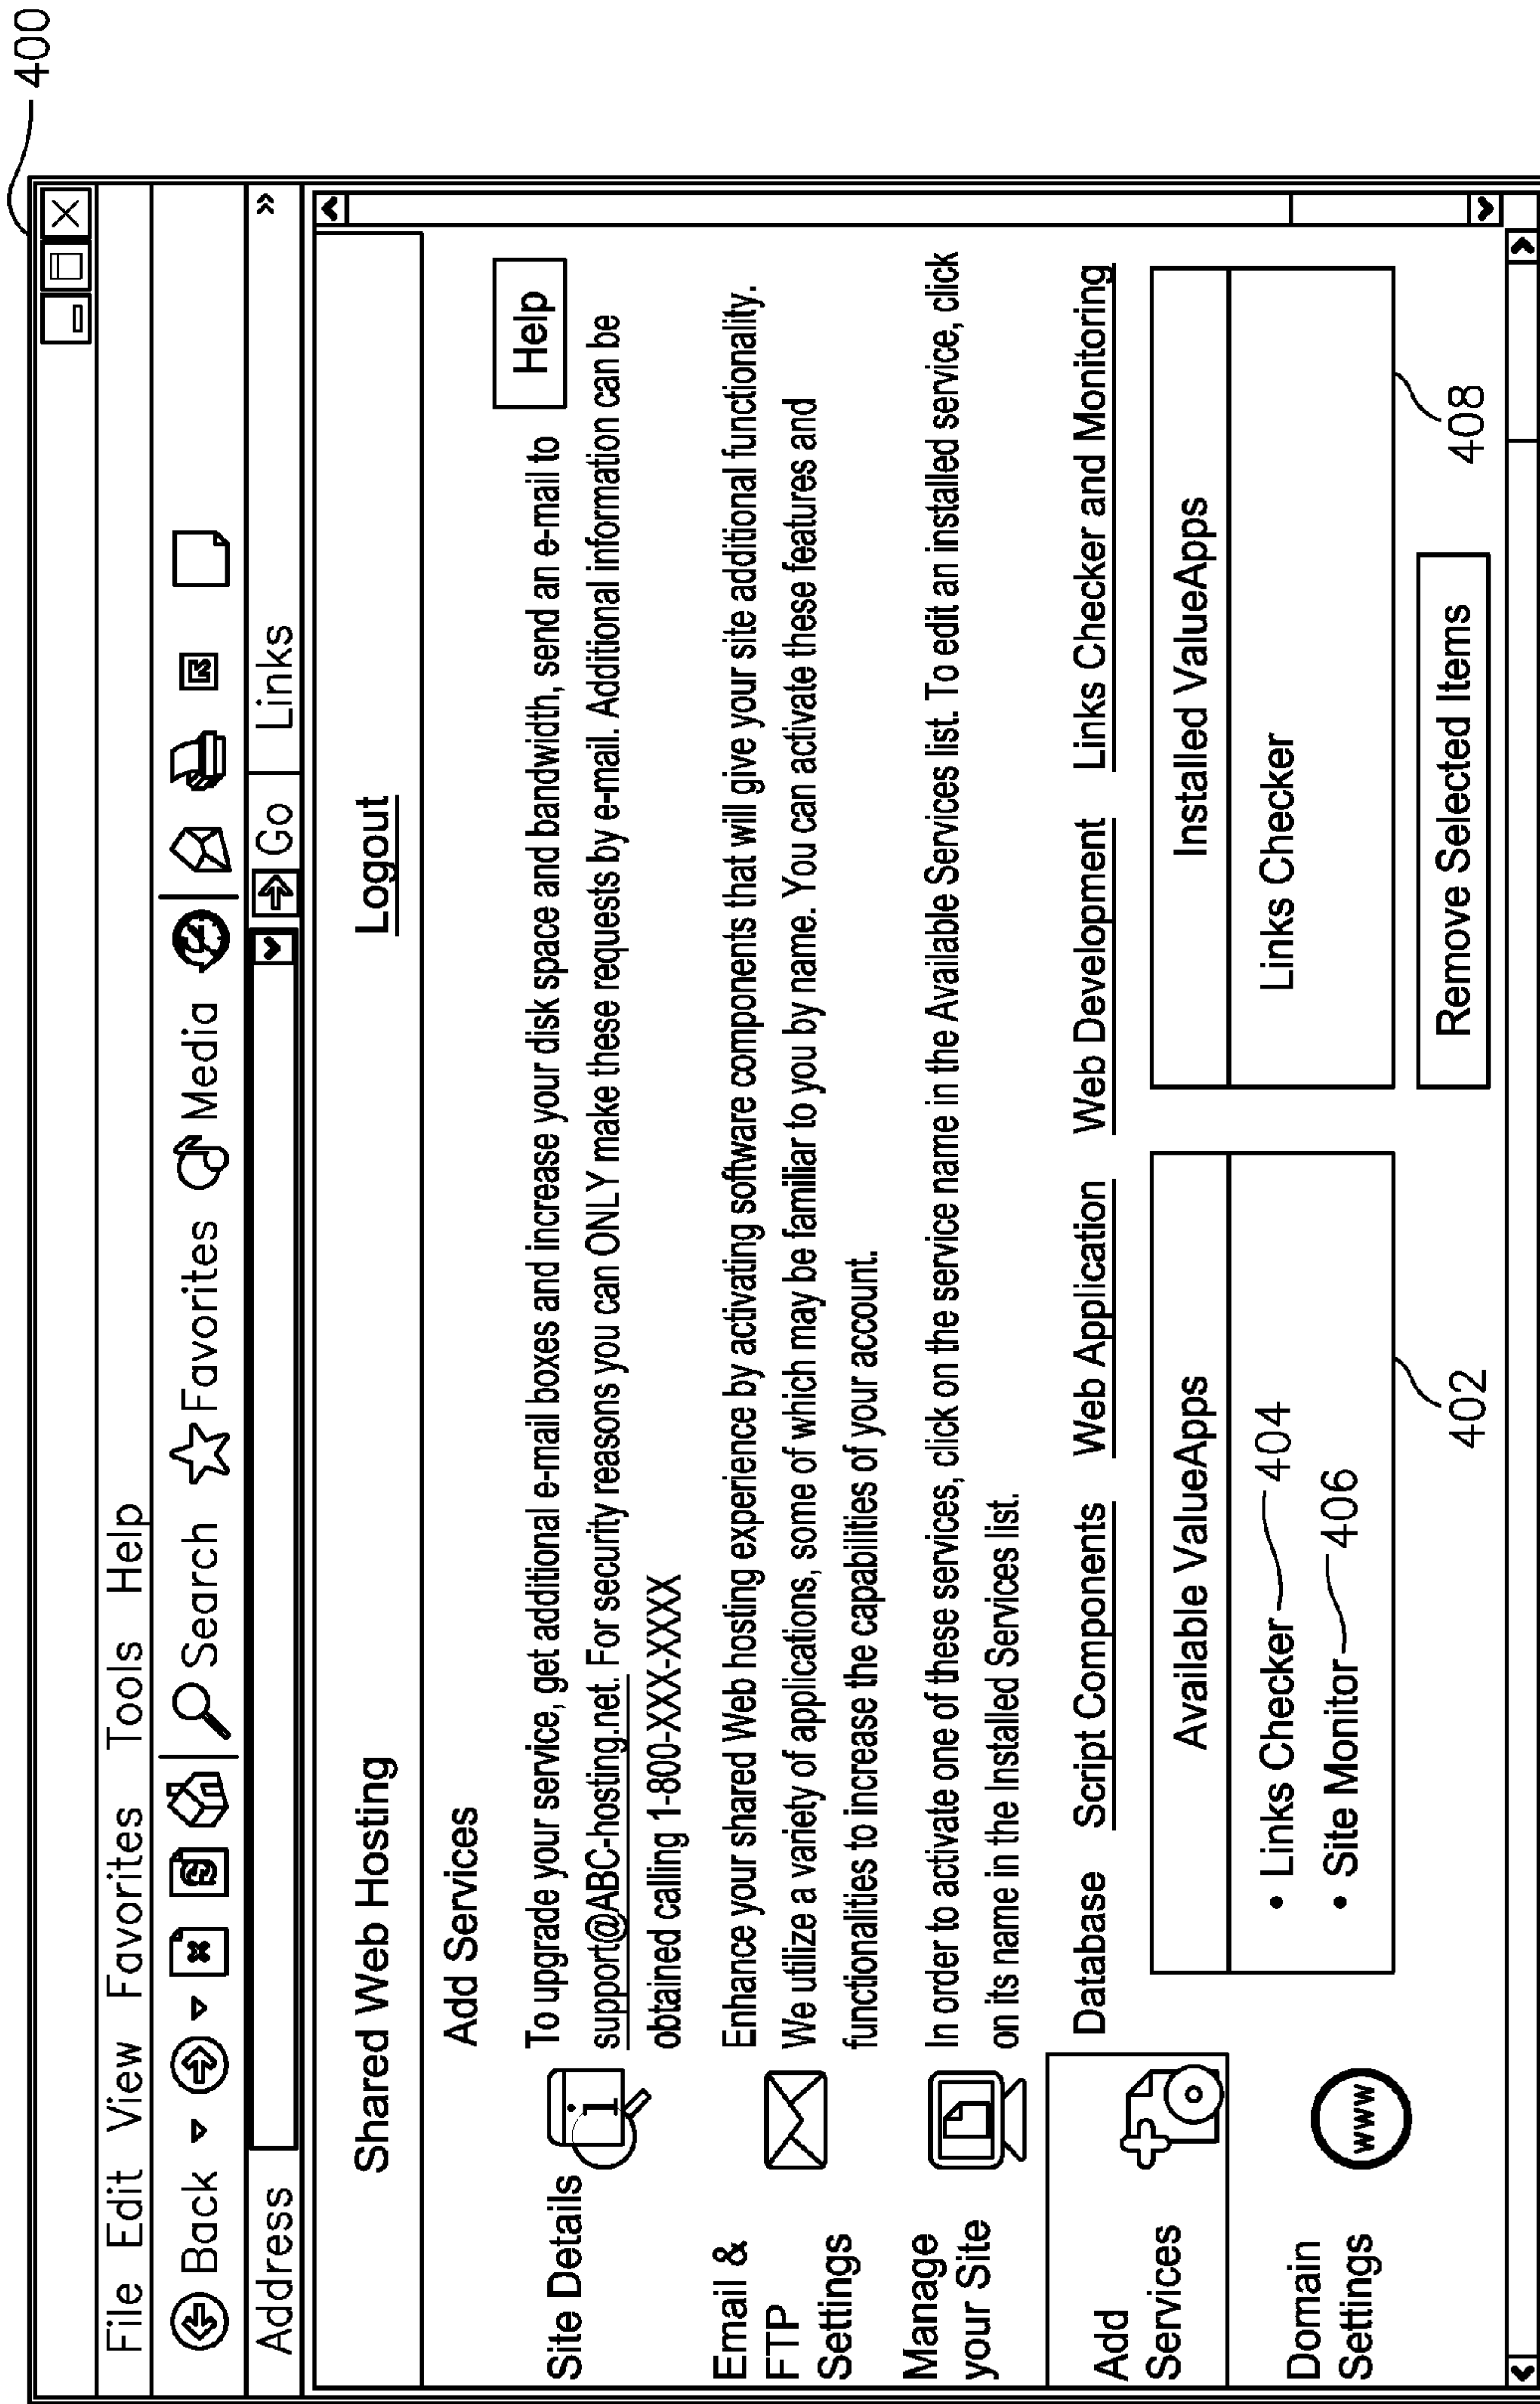 400
File Edit View Favorites Tools Help
Back Search Favorites Media
Address Go Links »
Shared Web Hosting Logout
Add Services
Help
Site Details
To upgrade your service, get additional e-mail boxes and increase your disk space and bandwidth, send an e-mail to
support@ABC-hosting.net. For security reasons you can ONLY make these requests by e-mail. Additional information can be
obtained calling 1-800-XXX-XXXX
Email &
FTP
Settings
Enhance your shared Web hosting experience by activating software components that will give your site additional functionality.
We utilize a variety of applications, some of which may be familiar to you by name. You can activate these features and
functionalities to increase the capabilities of your account.
Manage
your Site
In order to activate one of these services, click on the service name in the Available Services list. To edit an installed service, click
on its name in the Installed Services list.
Add
Services
Database Script Components Web Application Web Development Links Checker and Monitoring
Available ValueApps
• Links Checker 404
• Site Monitor 406
402
Installed ValueApps
Links Checker
408
Remove Selected Items
Domain
Settings
www